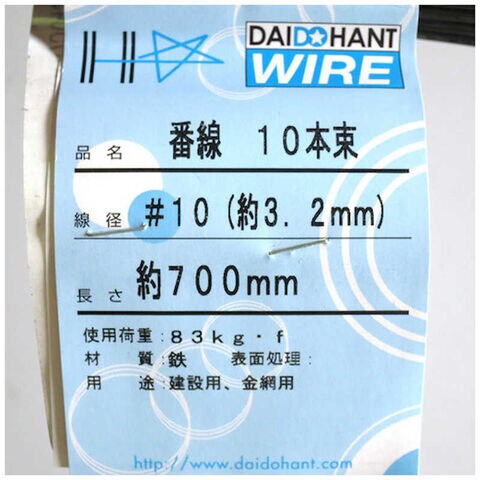 DAIDOHANT
WIRE
品名 番線 10本束
線径 #10(約3.2mm)
長さ 約700mm
使用荷重:83kg・f
材質:鉄 表面処理:
用途:建設用、金網用
http://www.daidohant.com/